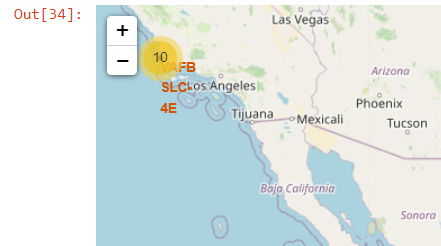 Out[34]:
+
−
Las Vegas
10
VAFB
SLC-
4E
Los Angeles
Arizona
Phoenix
Tucson
Tijuana
Mexicali
Baja California
Sonora